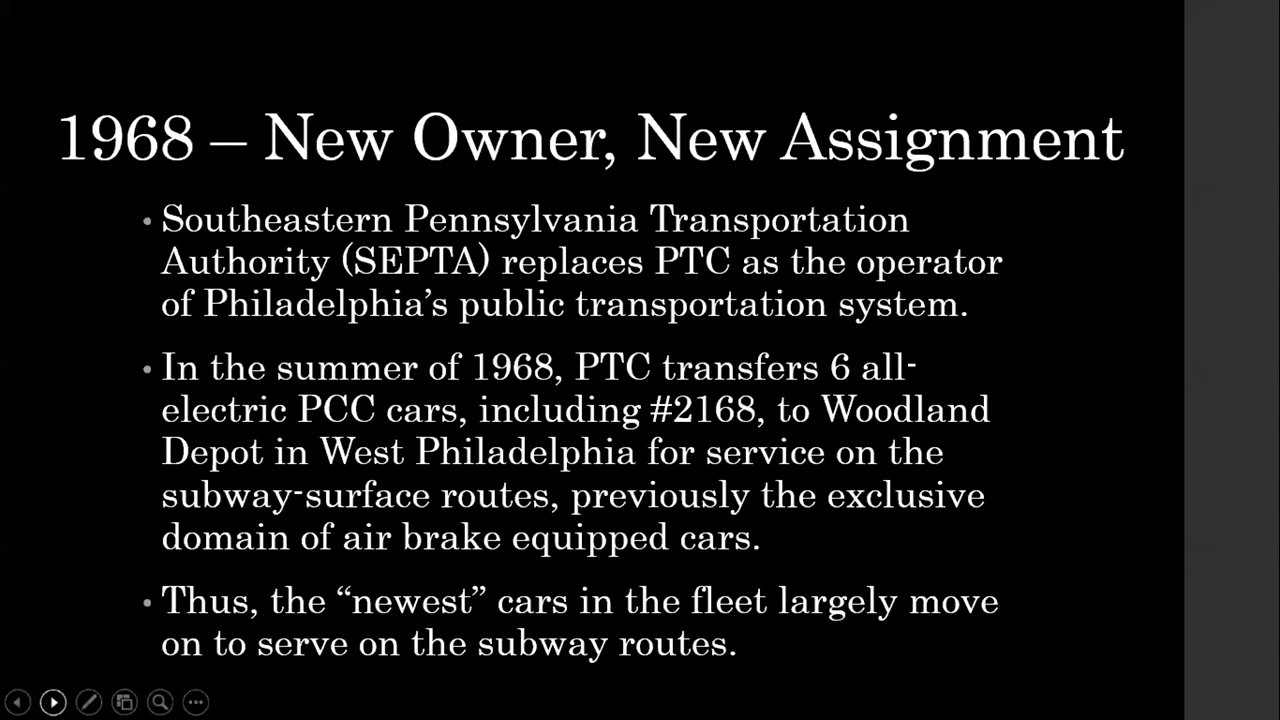 1968 – New Owner, New Assignment
• Southeastern Pennsylvania Transportation
Authority (SEPTA) replaces PTC as the operator
of Philadelphia’s public transportation system.
• In the summer of 1968, PTC transfers 6 all-
electric PCC cars, including #2168, to Woodland
Depot in West Philadelphia for service on the
subway-surface routes, previously the exclusive
domain of air brake equipped cars.
• Thus, the “newest” cars in the fleet largely move
on to serve on the subway routes.